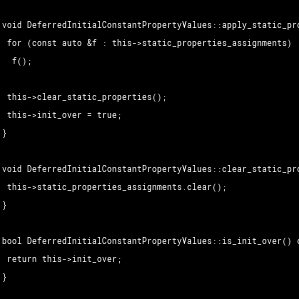 void DeferredInitialConstantPropertyValues::apply_static_pro
for (const auto &f : this->static_properties_assignments)
f();
this->clear_static_properties();
this->init_over = true;
}
void DeferredInitialConstantPropertyValues::clear_static_pro
this->static_properties_assignments.clear();
}
bool DeferredInitialConstantPropertyValues::is_init_over()
return this->init_over;
}